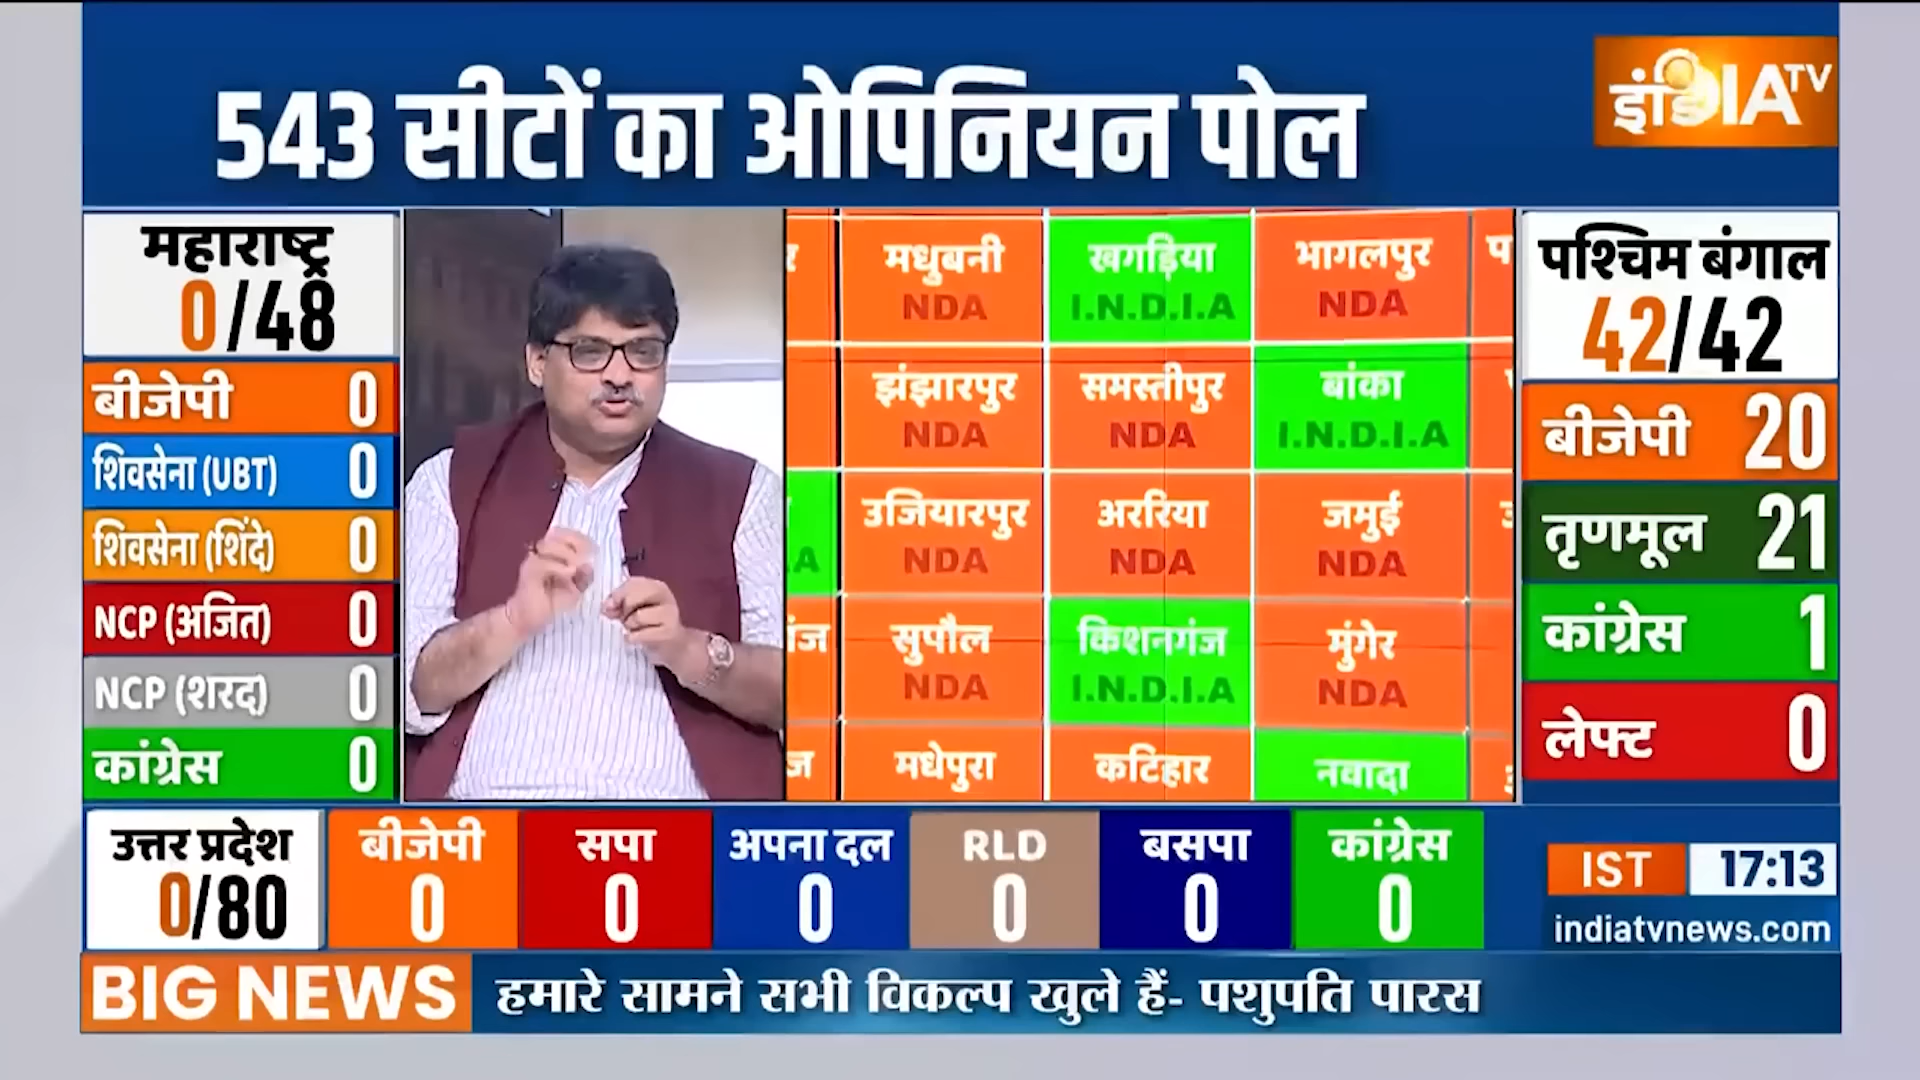 543 सीटों का ओपिनियन पोल
इंडिIA TV
महाराष्ट्र
0/48
बीजेपी 0
शिवसेना (UBT) 0
शिवसेना (शिंदे) 0
NCP (अजित) 0
NCP (शरद) 0
कांग्रेस 0
मधुबनी खगड़िया भागलपुर
NDA I.N.D.I.A NDA
झंझारपुर समस्तीपुर बांका
NDA NDA I.N.D.I.A
उजियारपुर अररिया जमुई
NDA NDA NDA
सुपौल किशनगंज मुंगेर
NDA I.N.D.I.A NDA
मधेपुरा कटिहार नवादा
पश्चिम बंगाल
42/42
बीजेपी 20
तृणमूल 21
कांग्रेस 1
लेफ्ट 0
उत्तर प्रदेश बीजेपी सपा अपना दल RLD बसपा कांग्रेस
0/80 0 0 0 0 0 0
IST 17:13
indiatvnews.com
BIG NEWS हमारे सामने सभी विकल्प खुले हैं- पशुपति पारस